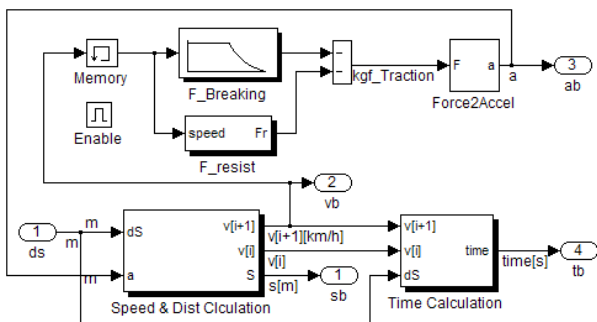 Memory
Enable
F_Breaking
speed Fr
F_resist
kgf_Traction
F a
Force2Accel
a
3
ab
2
vb
1
ds
m
m
m
dS
a
v[i+1]
v[i]
S
Speed & Dist Clculation
v[i+1][km/h]
v[i]
s[m]
1
sb
v[i+1]
v[i]
dS
time
Time Calculation
time[s]
4
tb